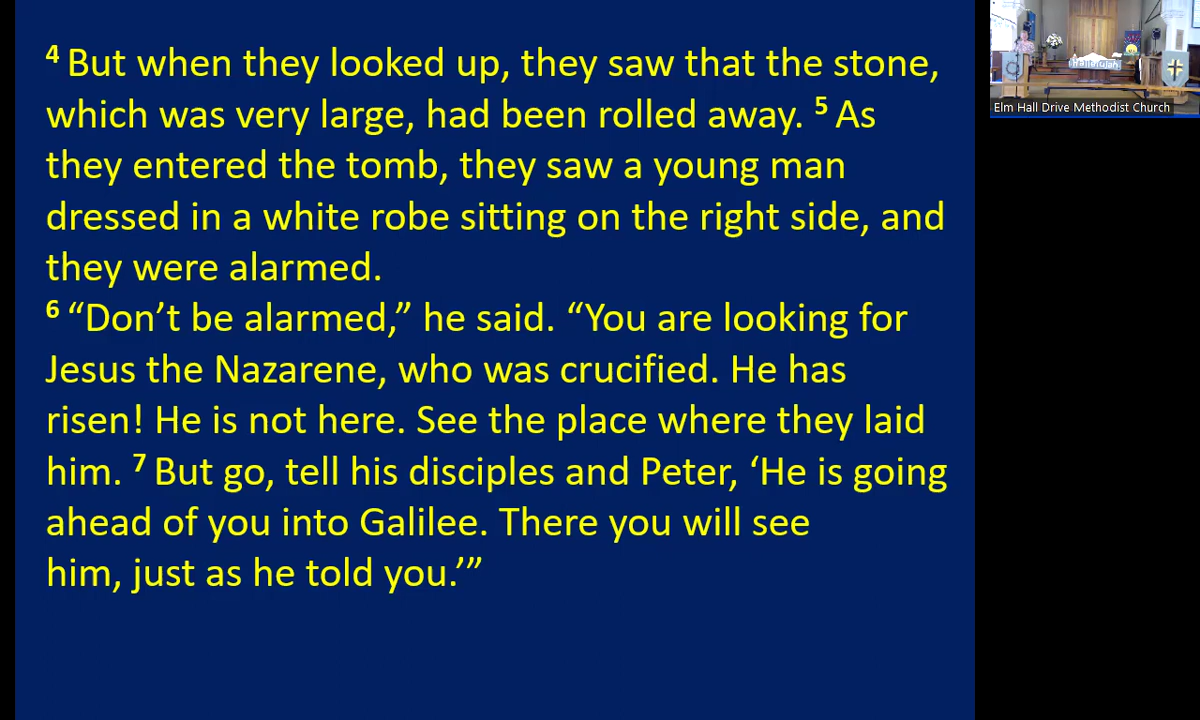 4 But when they looked up, they saw that the stone,
which was very large, had been rolled away. 5 As
they entered the tomb, they saw a young man
dressed in a white robe sitting on the right side, and
they were alarmed.
6 “Don’t be alarmed,” he said. “You are looking for
Jesus the Nazarene, who was crucified. He has
risen! He is not here. See the place where they laid
him. 7 But go, tell his disciples and Peter, ‘He is going
ahead of you into Galilee. There you will see
him, just as he told you.’”
Elm Hall Drive Methodist Church